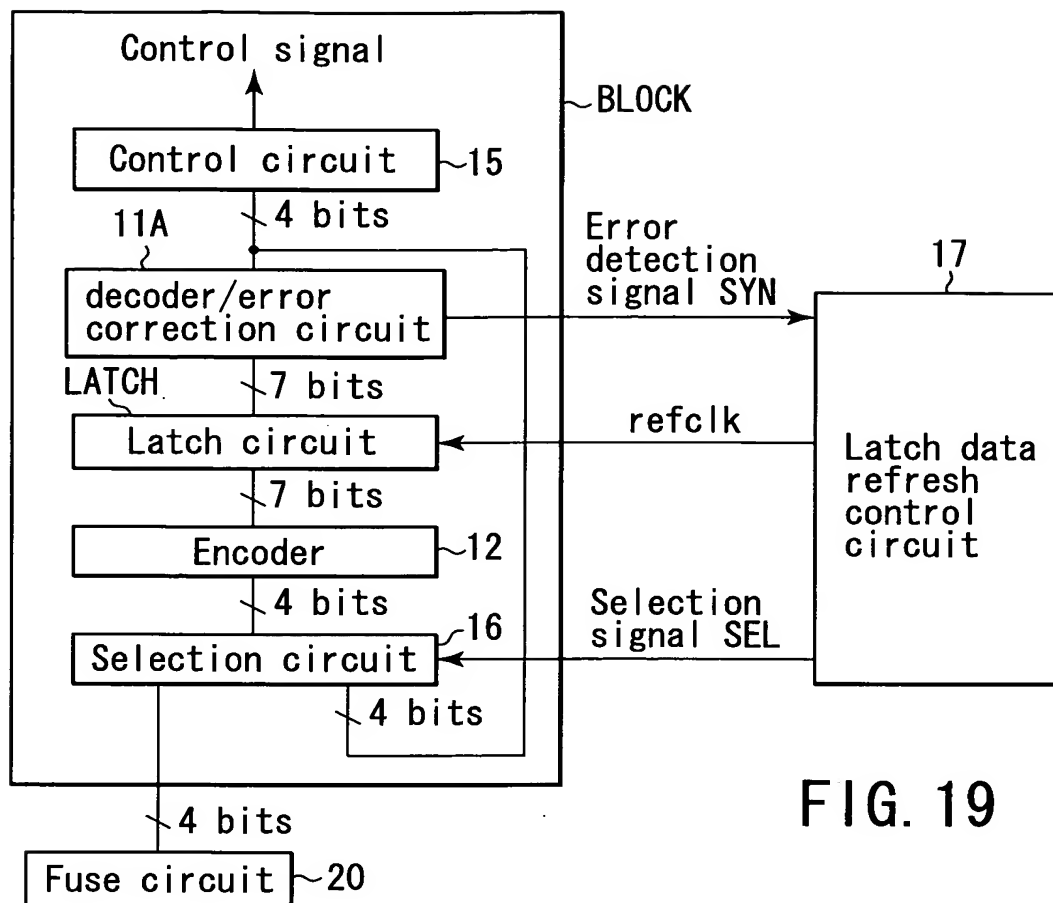 Control signal
BLOCK
Control circuit
15
4 bits
11A
decoder/error
correction circuit
Error
detection
signal SYN
17
7 bits
LATCH
Latch circuit
refclk
Latch data
refresh
control
circuit
7 bits
Encoder
12
4 bits
Selection
signal SEL
16
Selection circuit
4 bits
4 bits
FIG. 19
Fuse circuit
20